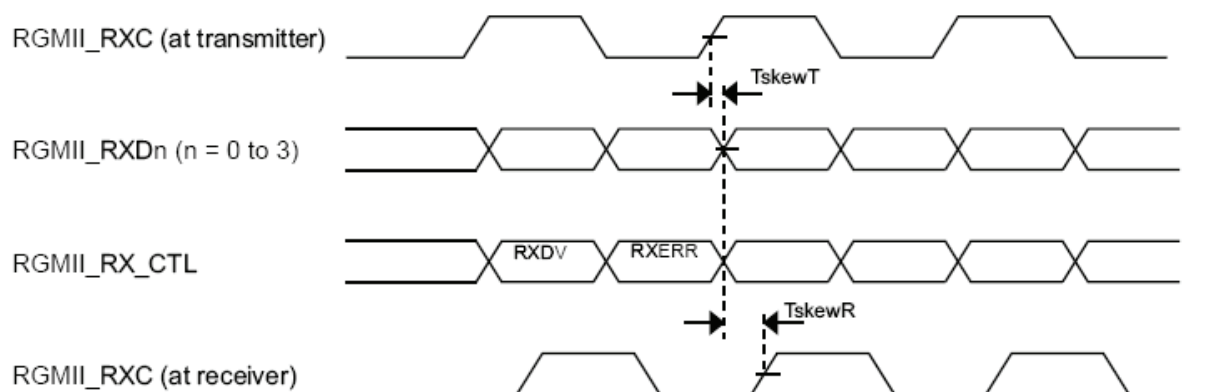 RGMII_RXC (at transmitter)
TskewT
RGMII_RXDn (n = 0 to 3)
RGMII_RX_CTL
RXDV
RXERR
TskewR
RGMII_RXC (at receiver)